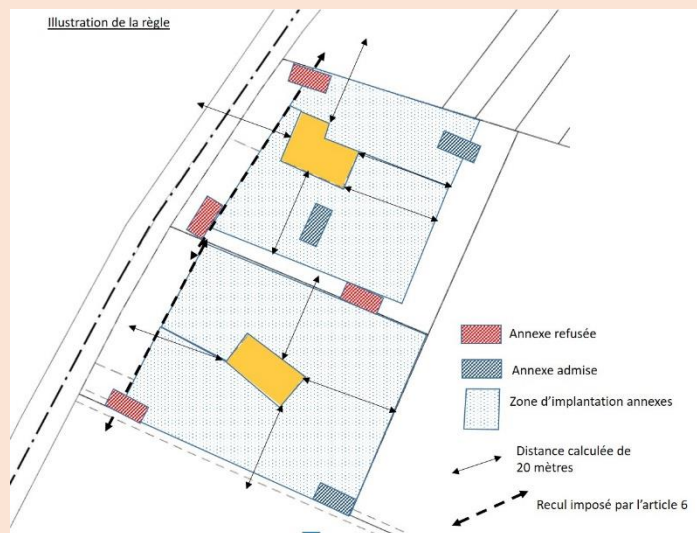 Illustration de la règle
Annexe refusée
Annexe admise
Zone d’implantation annexes
Distance calculée de
20 mètres
Recul imposé par l’article 6